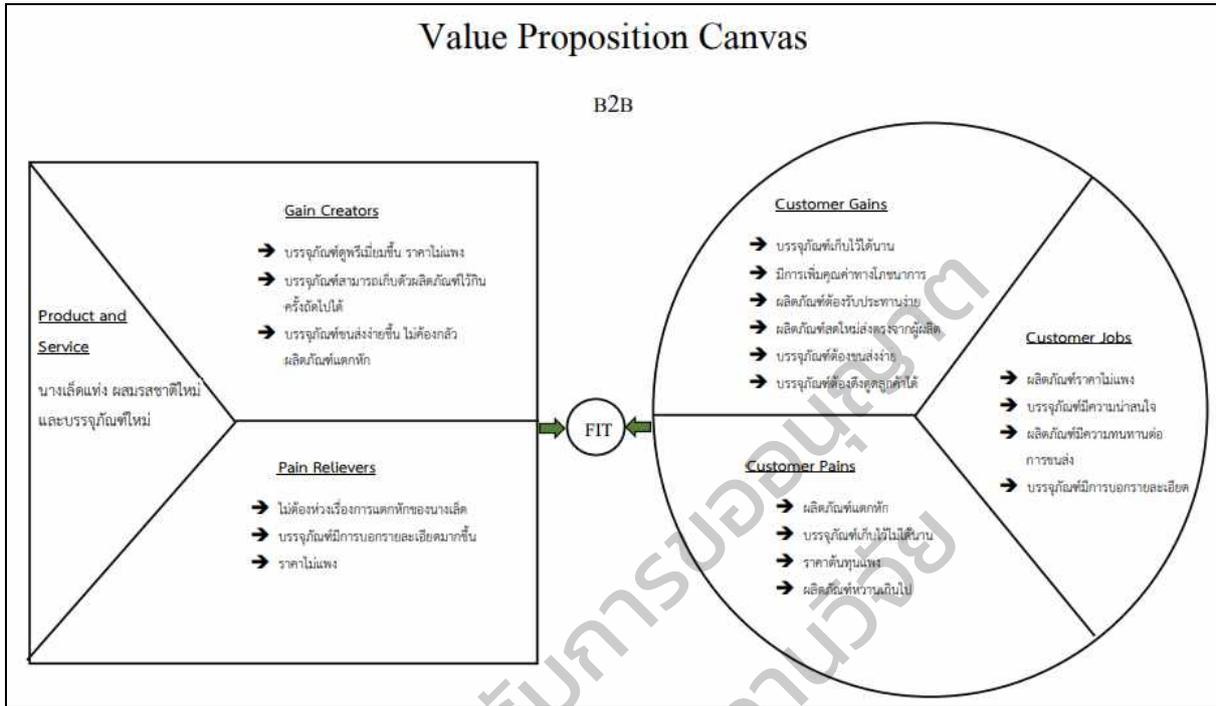 Value Proposition Canvas
B2B
Product and
Service
นางเล็ดแท่ง ผสมรสชาติใหม่
และบรรจุภัณฑ์ใหม่
Gain Creators
➔ บรรจุภัณฑ์ดูพรีเมี่ยมขึ้น ราคาไม่แพง
➔ บรรจุภัณฑ์สามารถเก็บตัวผลิตภัณฑ์ไว้กิน
ครั้งถัดไปได้
➔ บรรจุภัณฑ์ขนส่งง่ายขึ้น ไม่ต้องกลัว
ผลิตภัณฑ์แตกหัก
Pain Relievers
➔ ไม่ต้องห่วงเรื่องการแตกหักของนางเล็ด
➔ บรรจุภัณฑ์มีการบอกรายละเอียดมากขึ้น
➔ ราคาไม่แพง
FIT
Customer Gains
➔ บรรจุภัณฑ์เก็บไว้ได้นาน
➔ มีการเพิ่มคุณค่าทางโภชนาการ
➔ ผลิตภัณฑ์ต้องรับประทานง่าย
➔ ผลิตภัณฑ์สดใหม่ส่งตรงจากผู้ผลิต
➔ บรรจุภัณฑ์ต้องขนส่งง่าย
➔ บรรจุภัณฑ์ต้องดึงดูดลูกค้าได้
Customer Pains
➔ ผลิตภัณฑ์แตกหัก
➔ บรรจุภัณฑ์เก็บไว้ไม่ได้นาน
➔ ราคาต้นทุนแพง
➔ ผลิตภัณฑ์หวานเกินไป
Customer Jobs
➔ ผลิตภัณฑ์ราคาไม่แพง
➔ บรรจุภัณฑ์มีความน่าสนใจ
➔ ผลิตภัณฑ์มีความทนทานต่อ
การขนส่ง
➔ บรรจุภัณฑ์มีการบอกรายละเอียด